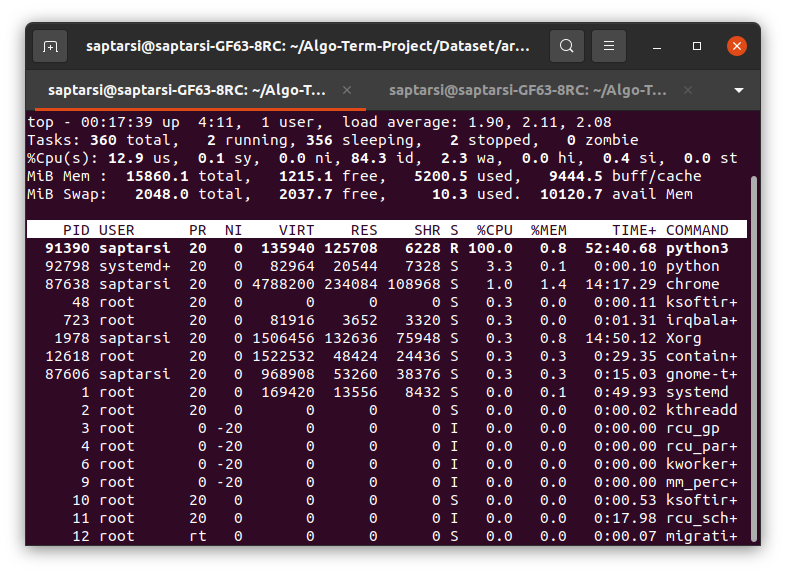 saptarsi@saptarsi-GF63-8RC: ~/Algo-Term-Project/Dataset/ar...
saptarsi@saptarsi-GF63-8RC: ~/Algo-T... saptarsi@saptarsi-GF63-8RC: ~/Algo-T...
top - 00:17:39 up  4:11,  1 user,  load average: 1.90, 2.11, 2.08
Tasks: 360 total,   2 running, 356 sleeping,   2 stopped,   0 zombie
%Cpu(s): 12.9 us,  0.1 sy,  0.0 ni, 84.3 id,  2.3 wa,  0.0 hi,  0.4 si,  0.0 st
MiB Mem :  15860.1 total,   1215.1 free,   5200.5 used,   9444.5 buff/cache
MiB Swap:   2048.0 total,   2037.7 free,     10.3 used.  10120.7 avail Mem
PID USER      PR  NI    VIRT    RES    SHR S  %CPU  %MEM     TIME+ COMMAND
91390 saptarsi  20   0  135940 125708   6228 R 100.0   0.8  52:40.68 python3
92798 systemd+  20   0   82964  20544   7328 S   3.3   0.1   0:00.10 python
87638 saptarsi  20   0 4788200 234084 108968 S   1.0   1.4  14:17.29 chrome
48 root      20   0       0      0      0 S   0.3   0.0   0:00.11 ksoftir+
723 root      20   0   81916   3652   3320 S   0.3   0.0   0:01.31 irqbala+
1978 saptarsi  20   0 1506456 132636  75948 S   0.3   0.8  14:50.12 Xorg
12618 root      20   0 1522532  48424  24436 S   0.3   0.3   0:29.35 contain+
87606 saptarsi  20   0  968908  53260  38376 S   0.3   0.3   0:15.03 gnome-t+
1 root      20   0  169420  13556   8432 S   0.0   0.1   0:49.93 systemd
2 root      20   0       0      0      0 S   0.0   0.0   0:00.02 kthreadd
3 root       0 -20       0      0      0 I   0.0   0.0   0:00.00 rcu_gp
4 root       0 -20       0      0      0 I   0.0   0.0   0:00.00 rcu_par+
6 root       0 -20       0      0      0 I   0.0   0.0   0:00.00 kworker+
9 root       0 -20       0      0      0 I   0.0   0.0   0:00.00 mm_perc+
10 root      20   0       0      0      0 S   0.0   0.0   0:00.53 ksoftir+
11 root      20   0       0      0      0 I   0.0   0.0   0:17.98 rcu_sch+
12 root      rt   0       0      0      0 S   0.0   0.0   0:00.07 migrati+